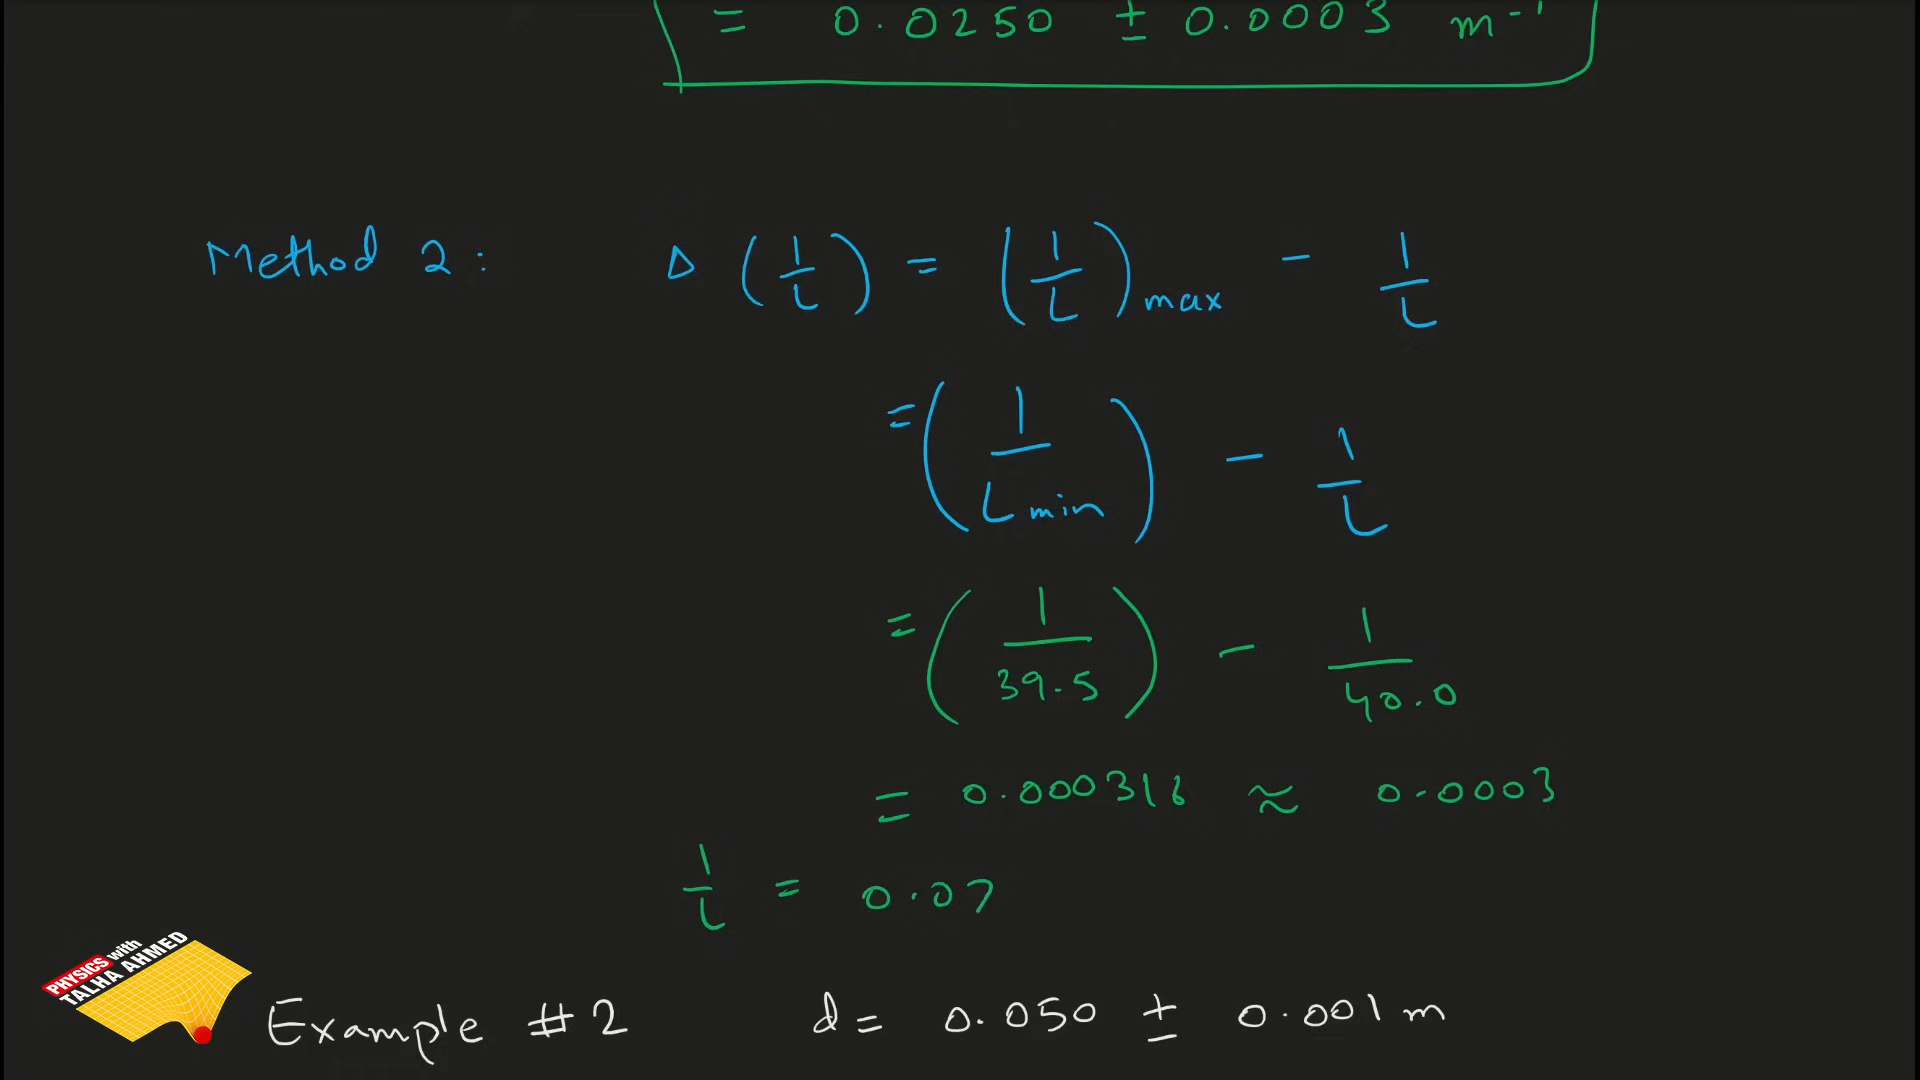 = 0.0250 ± 0.0003 m⁻¹
Method 2: Δ (1/L) = (1/L)max - 1/L
= (1/Lmin) - 1/L
= (1/39.5) - 1/40.0
= 0.000316 ≈ 0.0003
1/L = 0.02
PHYSICS with
TALHA AHMED
Example #2 d = 0.050 ± 0.001 m